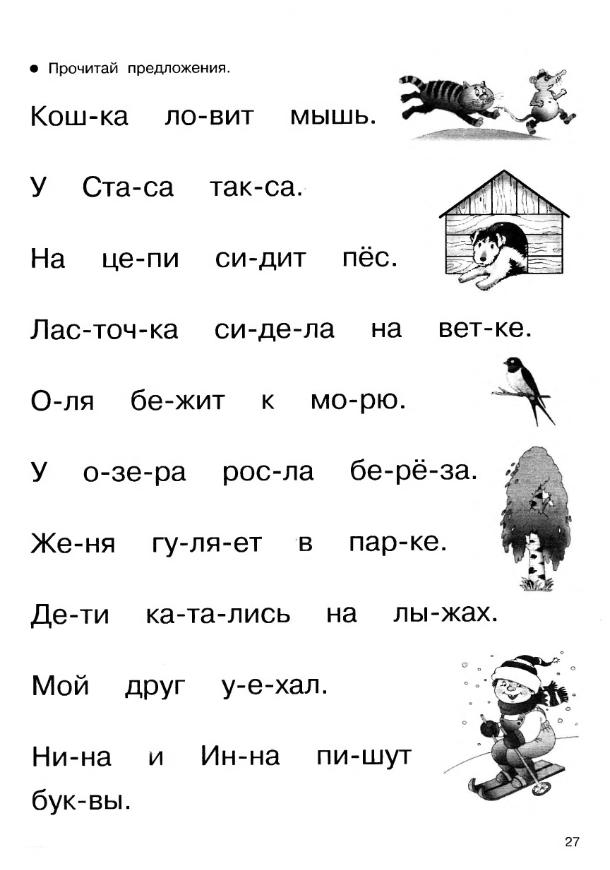 ● Прочитай предложения.
Кош-ка ло-вит мышь.
У Ста-са так-са.
На це-пи си-дит пёс.
Лас-точ-ка си-де-ла на вет-ке.
О-ля бе-жит к мо-рю.
У о-зе-ра рос-ла бе-рё-за.
Же-ня гу-ля-ет в пар-ке.
Де-ти ка-та-лись на лы-жах.
Мой друг у-е-хал.
Ни-на и Ин-на пи-шут
бук-вы.
27